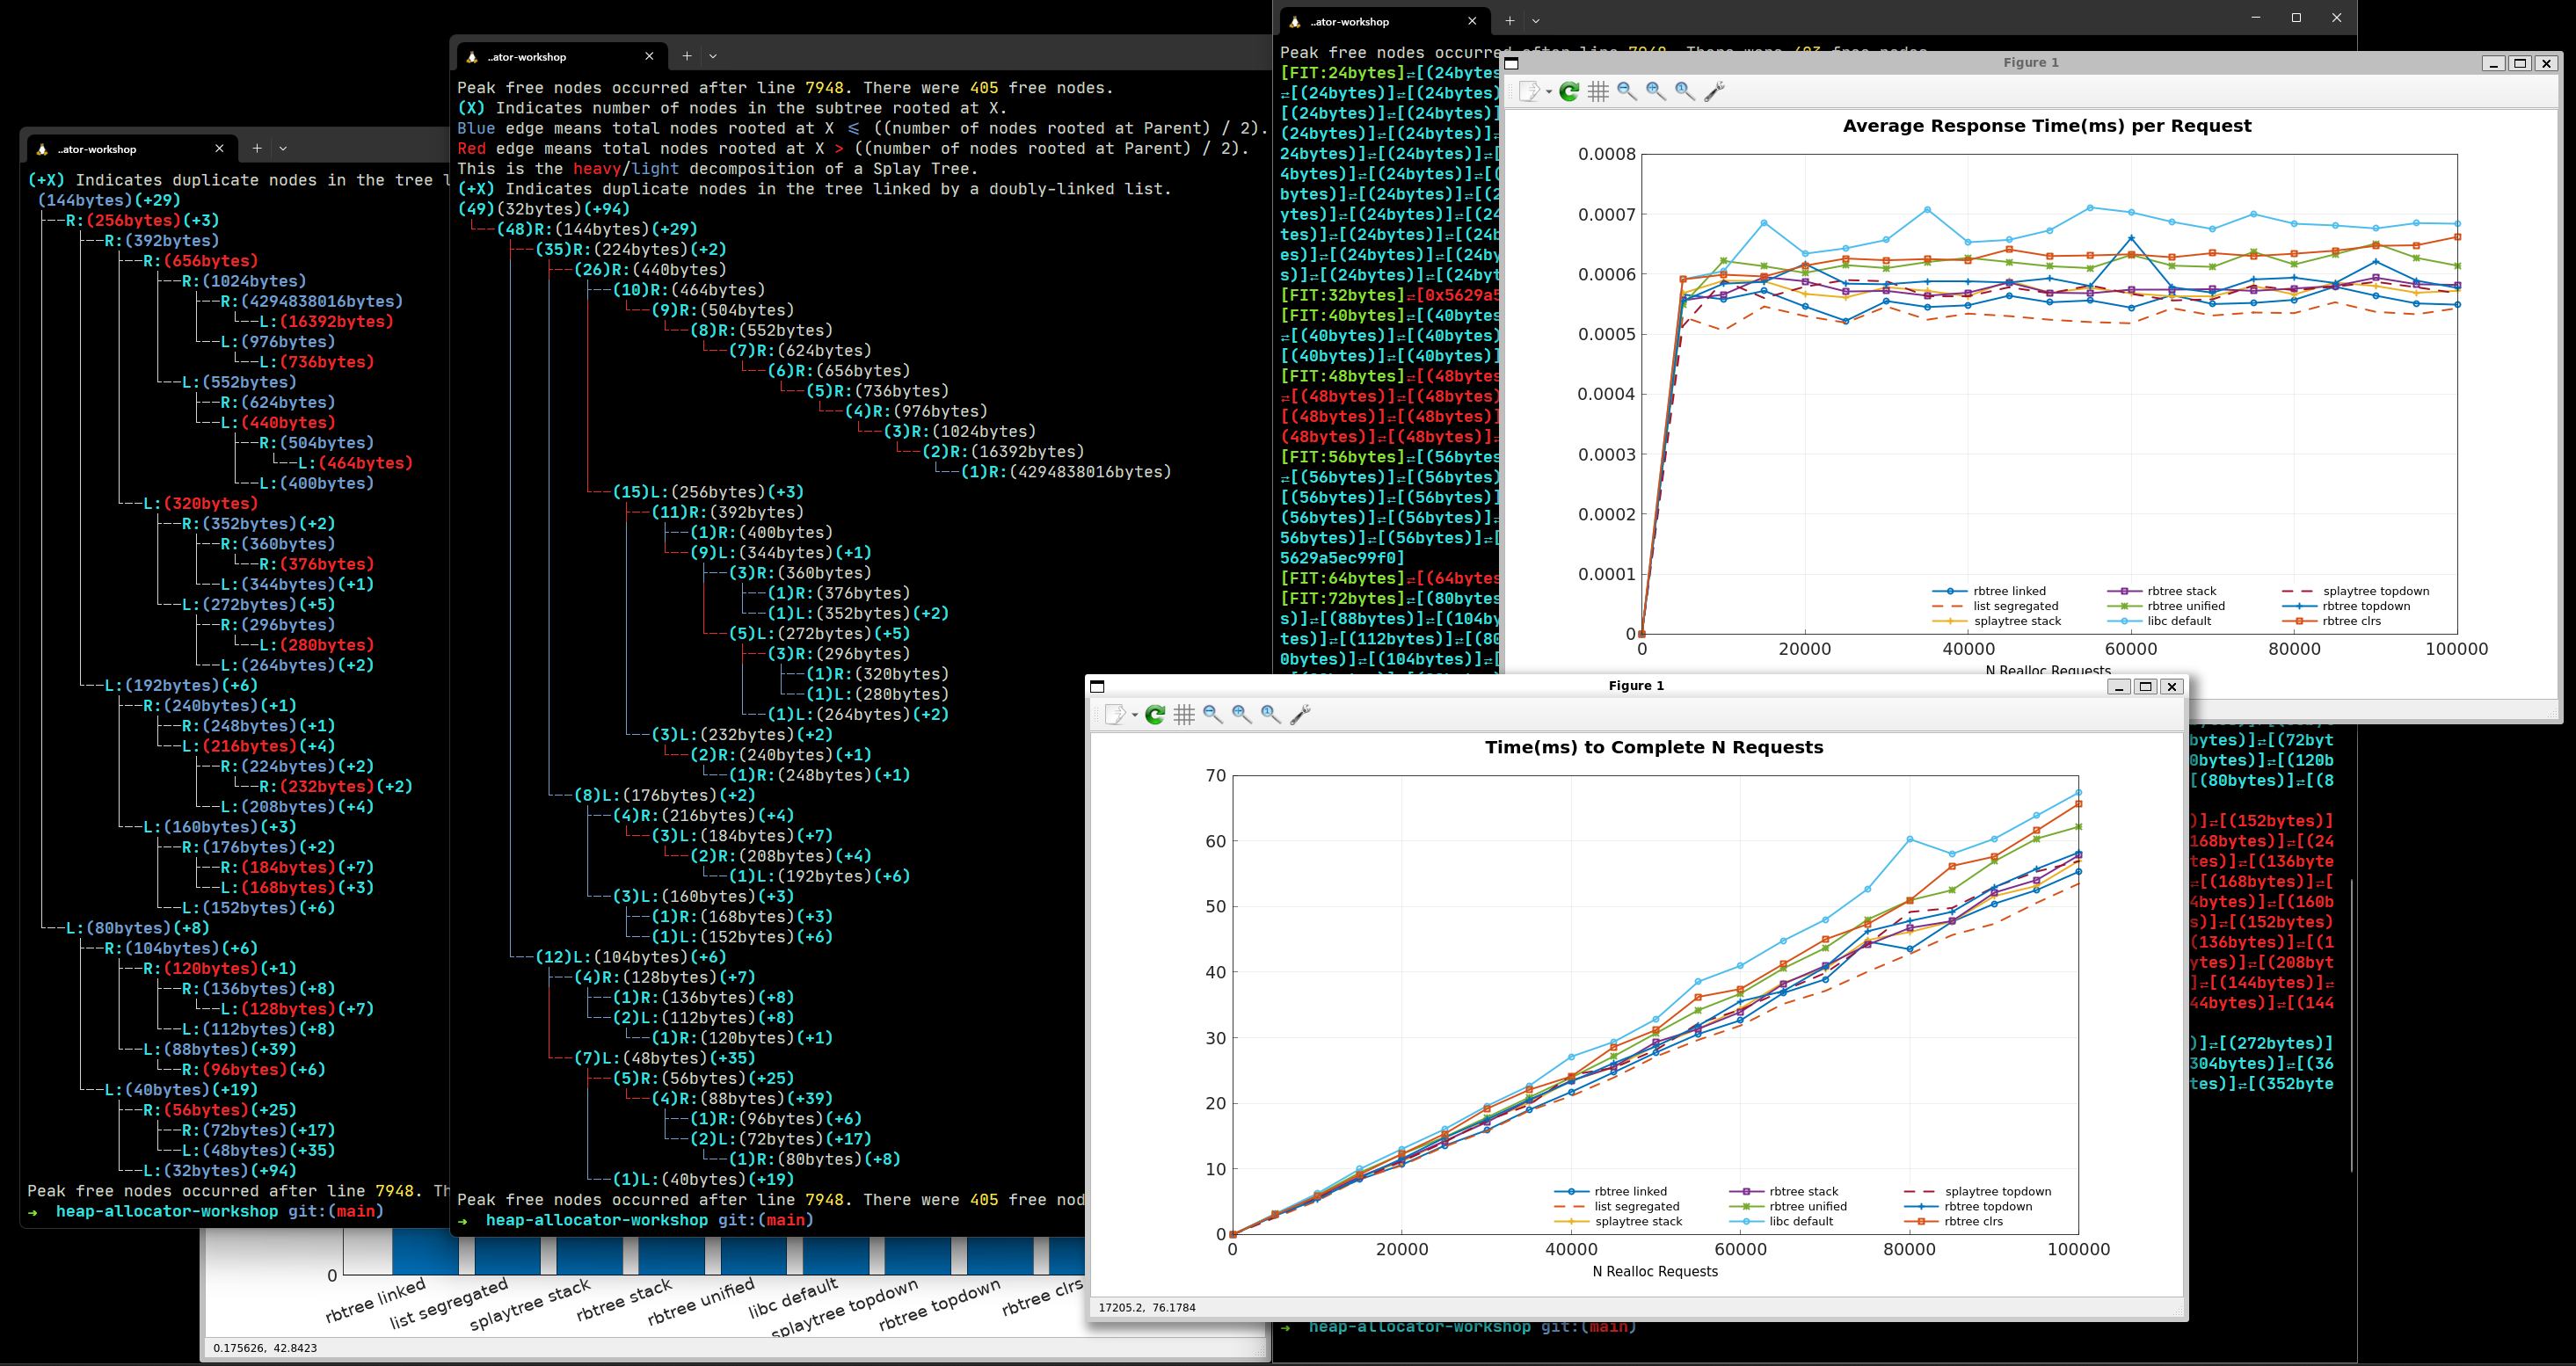 ..ator-workshop
(+X) Indicates duplicate nodes in the tree l
(144bytes)(+29)
R:(256bytes)(+3)
R:(392bytes)
R:(656bytes)
R:(1024bytes)
R:(4294838016bytes)
L:(16392bytes)
L:(976bytes)
L:(736bytes)
L:(552bytes)
R:(624bytes)
L:(440bytes)
R:(504bytes)
L:(464bytes)
L:(400bytes)
L:(320bytes)
R:(352bytes)(+2)
R:(360bytes)
R:(376bytes)
L:(344bytes)(+1)
L:(272bytes)(+5)
R:(296bytes)
L:(280bytes)
L:(264bytes)(+2)
L:(192bytes)(+6)
R:(240bytes)(+1)
R:(248bytes)(+1)
L:(216bytes)(+4)
R:(224bytes)(+2)
R:(232bytes)(+2)
L:(208bytes)(+4)
L:(160bytes)(+3)
R:(176bytes)(+2)
R:(184bytes)(+7)
L:(168bytes)(+3)
L:(152bytes)(+6)
L:(80bytes)(+8)
R:(104bytes)(+6)
R:(120bytes)(+1)
R:(136bytes)(+8)
L:(128bytes)(+7)
L:(112bytes)(+8)
L:(88bytes)(+39)
R:(96bytes)(+6)
L:(40bytes)(+19)
R:(56bytes)(+25)
R:(72bytes)(+17)
L:(48bytes)(+35)
L:(32bytes)(+94)
Peak free nodes occurred after line 7948. Th
→ heap-allocator-workshop git:(main)
..ator-workshop
Peak free nodes occurred after line 7948. There were 405 free nodes.
(X) Indicates number of nodes in the subtree rooted at X.
Blue edge means total nodes rooted at X ⩽ ((number of nodes rooted at Parent) / 2).
Red edge means total nodes rooted at X > ((number of nodes rooted at Parent) / 2).
This is the heavy/light decomposition of a Splay Tree.
(+X) Indicates duplicate nodes in the tree linked by a doubly-linked list.
(49)(32bytes)(+94)
(48)R:(144bytes)(+29)
(35)R:(224bytes)(+2)
(26)R:(440bytes)
(10)R:(464bytes)
(9)R:(504bytes)
(8)R:(552bytes)
(7)R:(624bytes)
(6)R:(656bytes)
(5)R:(736bytes)
(4)R:(976bytes)
(3)R:(1024bytes)
(2)R:(16392bytes)
(1)R:(4294838016bytes)
(15)L:(256bytes)(+3)
(11)R:(392bytes)
(1)R:(400bytes)
(9)L:(344bytes)(+1)
(3)R:(360bytes)
(1)R:(376bytes)
(1)L:(352bytes)(+2)
(5)L:(272bytes)(+5)
(3)R:(296bytes)
(1)R:(320bytes)
(1)L:(280bytes)
(1)L:(264bytes)(+2)
(3)L:(232bytes)(+2)
(2)R:(240bytes)(+1)
(1)R:(248bytes)(+1)
(8)L:(176bytes)(+2)
(4)R:(216bytes)(+4)
(3)L:(184bytes)(+7)
(2)R:(208bytes)(+4)
(1)L:(192bytes)(+6)
(3)L:(160bytes)(+3)
(1)R:(168bytes)(+3)
(1)L:(152bytes)(+6)
(12)L:(104bytes)(+6)
(4)R:(128bytes)(+7)
(1)R:(136bytes)(+8)
(2)L:(112bytes)(+8)
(1)R:(120bytes)(+1)
(7)L:(48bytes)(+35)
(5)R:(56bytes)(+25)
(4)R:(88bytes)(+39)
(1)R:(96bytes)(+6)
(2)L:(72bytes)(+17)
(1)R:(80bytes)(+8)
(1)L:(40bytes)(+19)
Peak free nodes occurred after line 7948. There were 405 free nod
→ heap-allocator-workshop git:(main)
0
rbtree linked
list segregated
splaytree stack
rbtree stack
rbtree unified
libc default
splaytree topdown
rbtree topdown
rbtree clrs
0.175626, 42.8423
..ator-workshop
Peak free nodes occurred after line 7948. There were 403 free nodes
[FIT:24bytes]⇄[(24bytes
⇄[(24bytes)]⇄[(24bytes)
[(24bytes)]⇄[(24bytes)]
(24bytes)]⇄[(24bytes)]⇄
24bytes)]⇄[(24bytes)]⇄[
4bytes)]⇄[(24bytes)]⇄[(
bytes)]⇄[(24bytes)]⇄[(2
ytes)]⇄[(24bytes)]⇄[(24
tes)]⇄[(24bytes)]⇄[(24b
es)]⇄[(24bytes)]⇄[(24by
s)]⇄[(24bytes)]⇄[(24byt
[FIT:32bytes]⇄[0x5629a5
[FIT:40bytes]⇄[(40bytes
⇄[(40bytes)]⇄[(40bytes)
[(40bytes)]⇄[(40bytes)]
[FIT:48bytes]⇄[(48bytes
⇄[(48bytes)]⇄[(48bytes)
[(48bytes)]⇄[(48bytes)]
(48bytes)]⇄[(48bytes)]⇄
[FIT:56bytes]⇄[(56bytes
⇄[(56bytes)]⇄[(56bytes)
[(56bytes)]⇄[(56bytes)]
(56bytes)]⇄[(56bytes)]⇄
56bytes)]⇄[(56bytes)]⇄[
5629a5ec99f0]
[FIT:64bytes]⇄[(64bytes
[FIT:72bytes]⇄[(80bytes
s)]⇄[(88bytes)]⇄[(104by
tes)]⇄[(112bytes)]⇄[(80
0bytes)]⇄[(104bytes)]⇄[
ytes)]⇄[(72byt
0bytes)]⇄[(120b
[(80bytes)]⇄[(8
)]⇄[(152bytes)]
168bytes)]⇄[(24
tes)]⇄[(136byte
⇄[(168bytes)]⇄[
4bytes)]⇄[(160b
s)]⇄[(152bytes)
(136bytes)]⇄[(1
ytes)]⇄[(208byt
]⇄[(144bytes)]⇄
44bytes)]⇄[(144
)]⇄[(272bytes)]
304bytes)]⇄[(36
tes)]⇄[(352byte
→ heap-allocator-workshop git:(main)
Figure 1
Average Response Time(ms) per Request
0.0008
0.0007
0.0006
0.0005
0.0004
0.0003
0.0002
0.0001
0
rbtree linked
list segregated
splaytree stack
rbtree stack
rbtree unified
libc default
splaytree topdown
rbtree topdown
rbtree clrs
0 20000 40000 60000 80000 100000
N Realloc Requests
Figure 1
Time(ms) to Complete N Requests
70
60
50
40
30
20
10
0
rbtree linked
list segregated
splaytree stack
rbtree stack
rbtree unified
libc default
splaytree topdown
rbtree topdown
rbtree clrs
0 20000 40000 60000 80000 100000
N Realloc Requests
17205.2, 76.1784